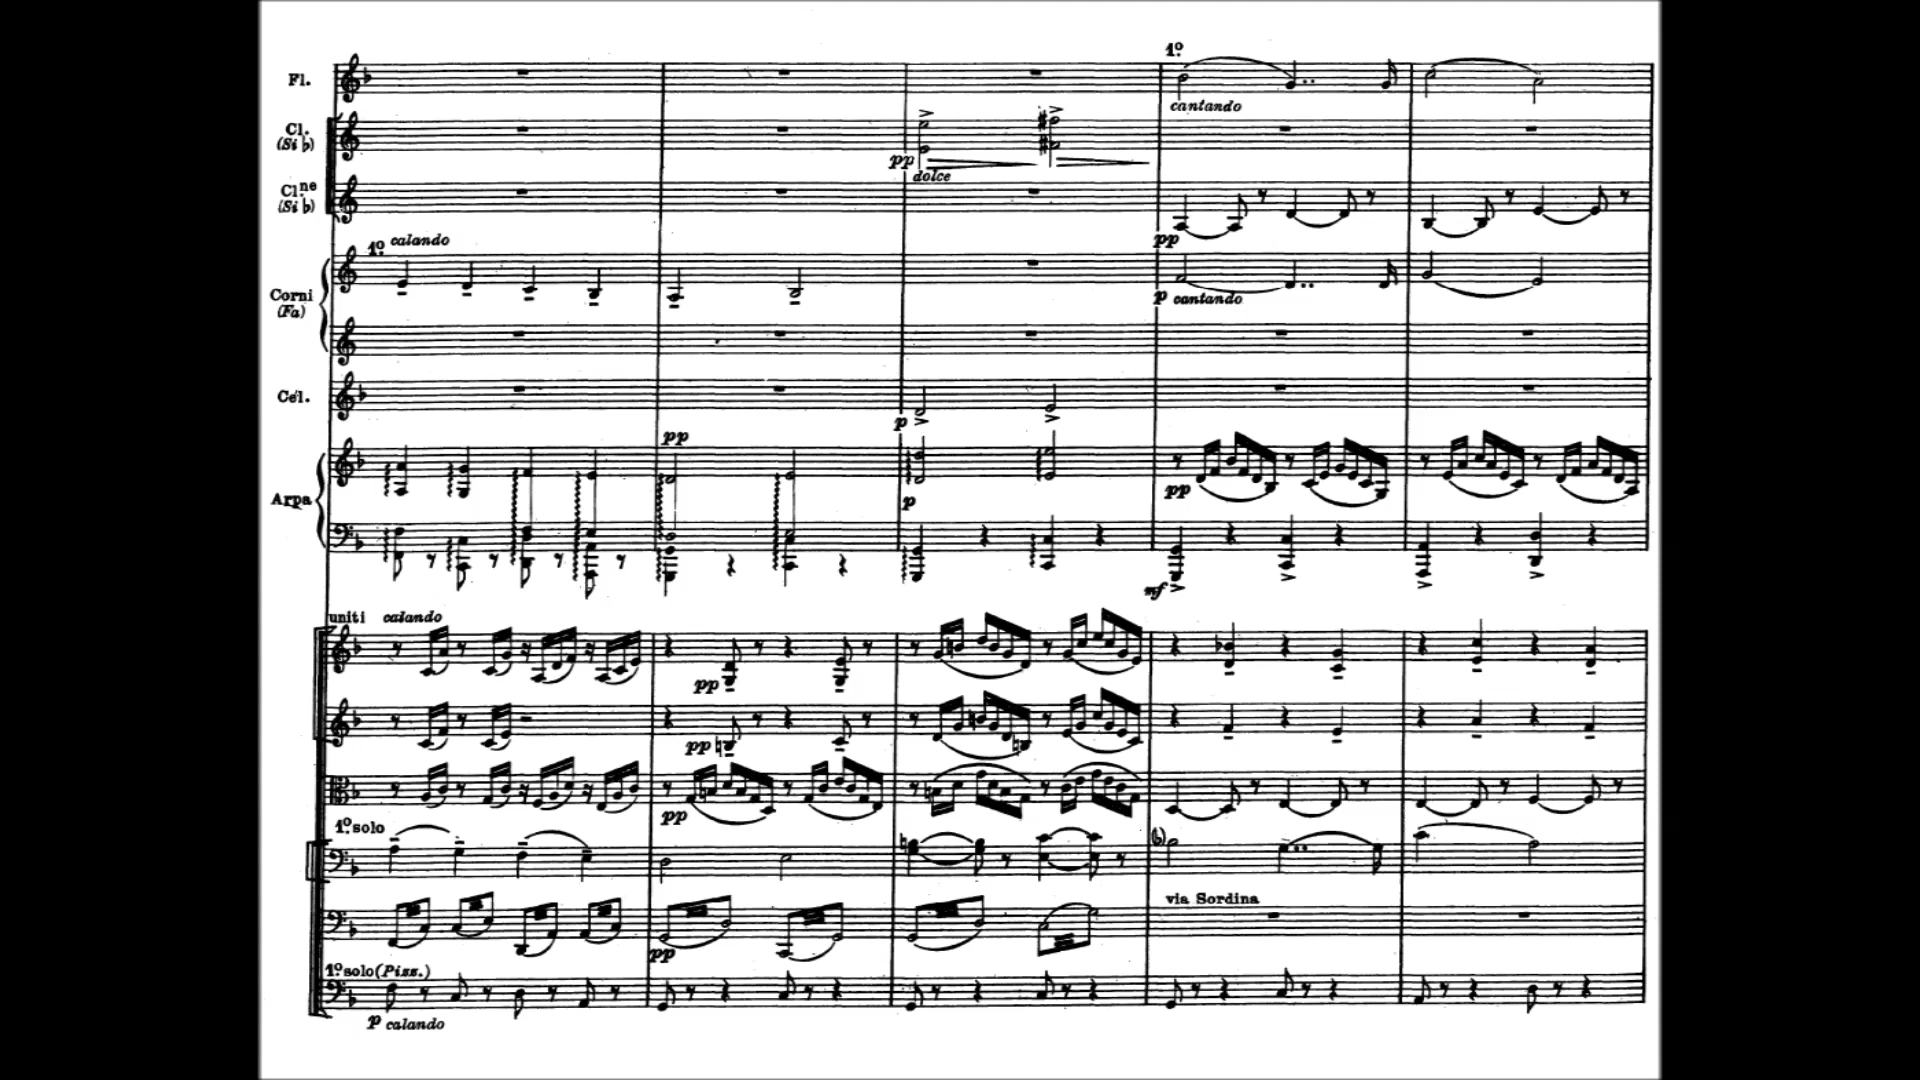 1º
Fl.
cantando
Cl.
(Si b)
pp
dolce
Cl.ne
(Si b)
pp
1º calando
Corni
(Fa)
p cantando
Cél.
p
pp
Arpa
p
pp
mf
uniti calando
pp
pp
pp
1º solo
(b)
via Sordina
pp
1º solo (Pizz.)
p calando